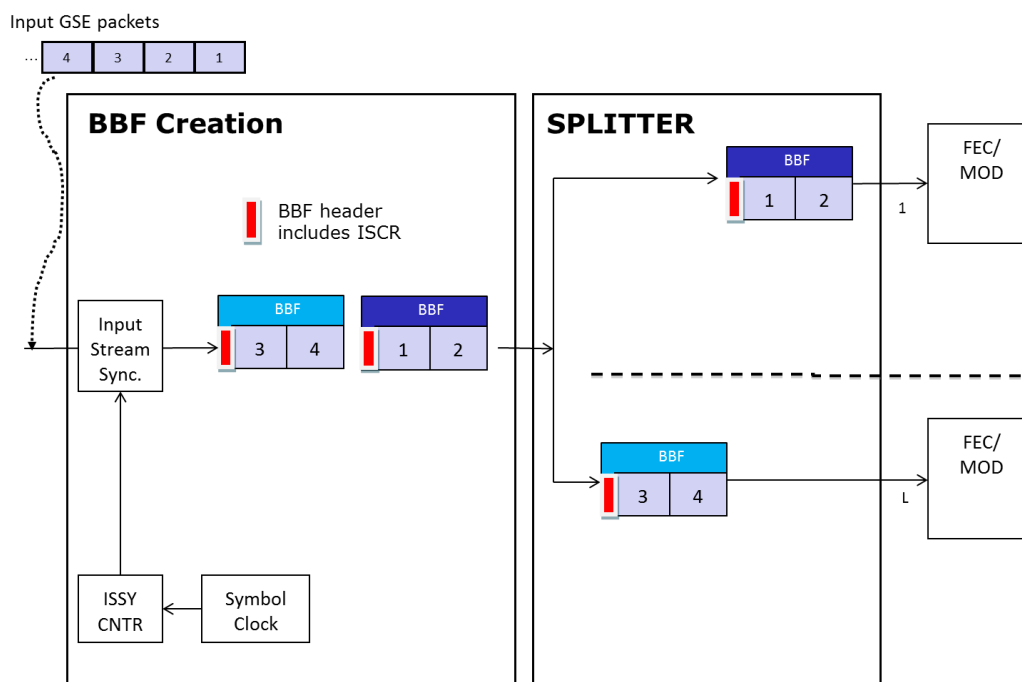 Input GSE packets
... 4 3 2 1
BBF Creation
SPLITTER
BBF
1 2
FEC/
MOD
1
BBF header
includes ISCR
Input
Stream
Sync.
BBF
3 4
BBF
1 2
BBF
3 4
FEC/
MOD
L
ISSY
CNTR
Symbol
Clock